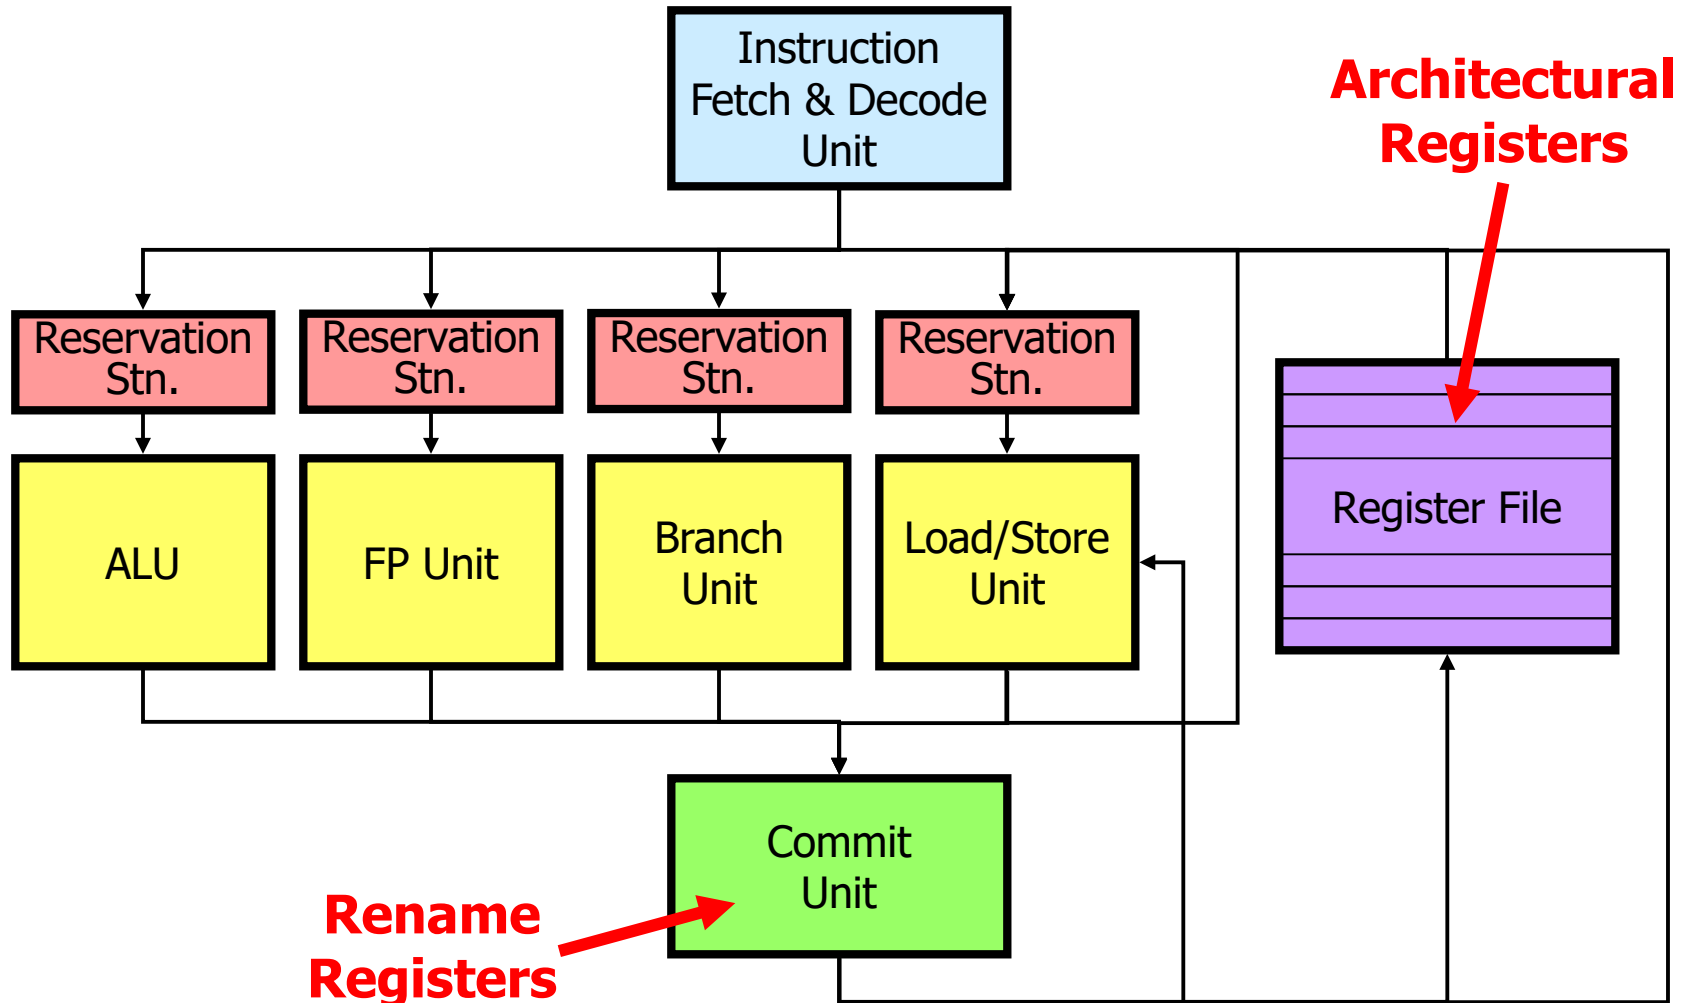 Instruction
Fetch & Decode
Unit
Architectural
Registers
Reservation
Stn.
Reservation
Stn.
Reservation
Stn.
Reservation
Stn.
ALU
FP Unit
Branch
Unit
Load/Store
Unit
Register File
Commit
Unit
Rename
Registers